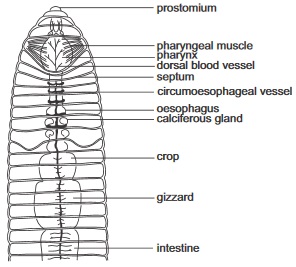 prostomium
pharyngeal muscle
pharynx
dorsal blood vessel
septum
circumoesophageal vessel
oesophagus
calciferous gland
crop
gizzard
intestine